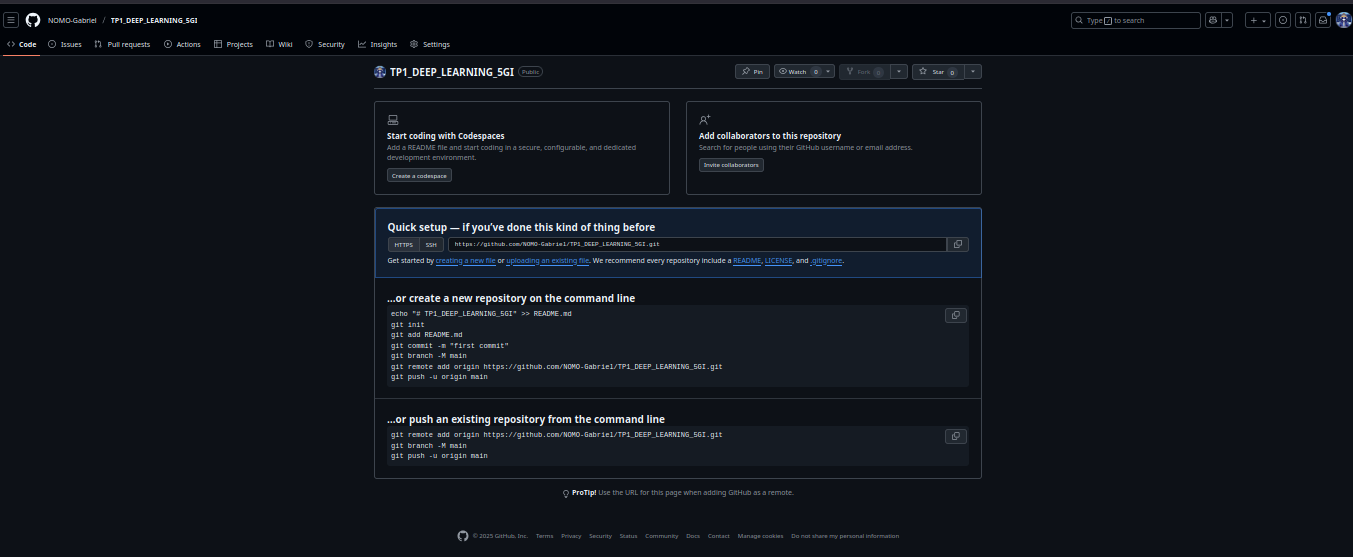 NOMO-Gabriel / TP1_DEEP_LEARNING_5GI
Type / to search
Code Issues Pull requests Actions Projects Wiki Security Insights Settings
TP1_DEEP_LEARNING_5GI Public
Pin Watch 0 Fork 0 Star 0
Start coding with Codespaces
Add a README file and start coding in a secure, configurable, and dedicated
development environment.
Create a codespace
Add collaborators to this repository
Search for people using their GitHub username or email address.
Invite collaborators
Quick setup — if you've done this kind of thing before
HTTPS SSH https://github.com/NOMO-Gabriel/TP1_DEEP_LEARNING_5GI.git
Get started by creating a new file or uploading an existing file. We recommend every repository include a README, LICENSE, and .gitignore.
...or create a new repository on the command line
echo "# TP1_DEEP_LEARNING_5GI" >> README.md
git init
git add README.md
git commit -m "first commit"
git branch -M main
git remote add origin https://github.com/NOMO-Gabriel/TP1_DEEP_LEARNING_5GI.git
git push -u origin main
...or push an existing repository from the command line
git remote add origin https://github.com/NOMO-Gabriel/TP1_DEEP_LEARNING_5GI.git
git branch -M main
git push -u origin main
ProTip! Use the URL for this page when adding GitHub as a remote.
© 2025 GitHub, Inc. Terms Privacy Security Status Community Docs Contact Manage cookies Do not share my personal information